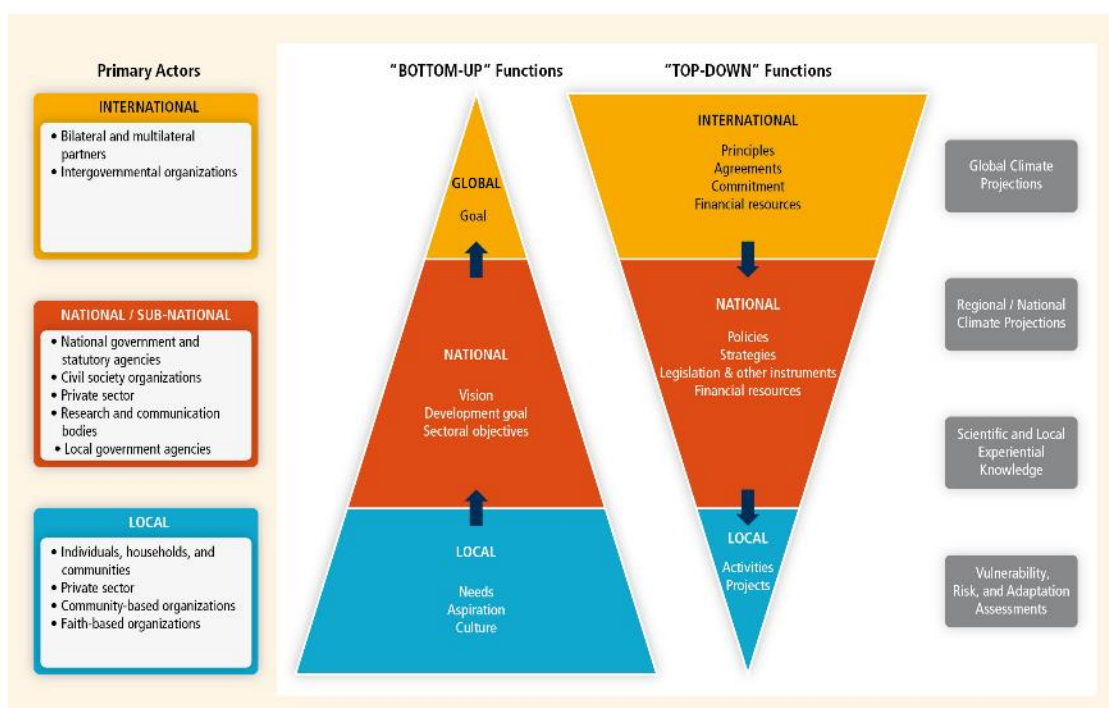 Primary Actors
INTERNATIONAL
• Bilateral and multilateral
partners
• Intergovernmental organizations
NATIONAL / SUB-NATIONAL
• National government and
statutory agencies
• Civil society organizations
• Private sector
• Research and communication
bodies
• Local government agencies
LOCAL
• Individuals, households, and
communities
• Private sector
• Community-based organizations
• Faith-based organizations
"BOTTOM-UP" Functions
GLOBAL
Goal
NATIONAL
Vision
Development goal
Sectoral objectives
LOCAL
Needs
Aspiration
Culture
"TOP-DOWN" Functions
INTERNATIONAL
Principles
Agreements
Commitment
Financial resources
NATIONAL
Policies
Strategies
Legislation & other instruments
Financial resources
LOCAL
Activities
Projects
Global Climate
Projections
Regional / National
Climate Projections
Scientific and Local
Experiential
Knowledge
Vulnerability,
Risk, and Adaptation
Assessments